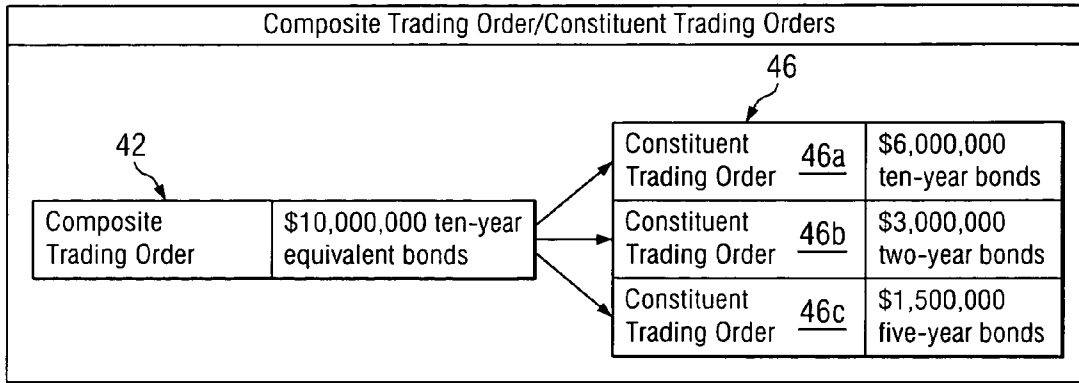 Composite Trading Order/Constituent Trading Orders
46
42
Constituent
Trading Order 46a
$6,000,000
ten-year bonds
Composite
Trading Order
$10,000,000 ten-year
equivalent bonds
Constituent
Trading Order 46b
$3,000,000
two-year bonds
Constituent
Trading Order 46c
$1,500,000
five-year bonds